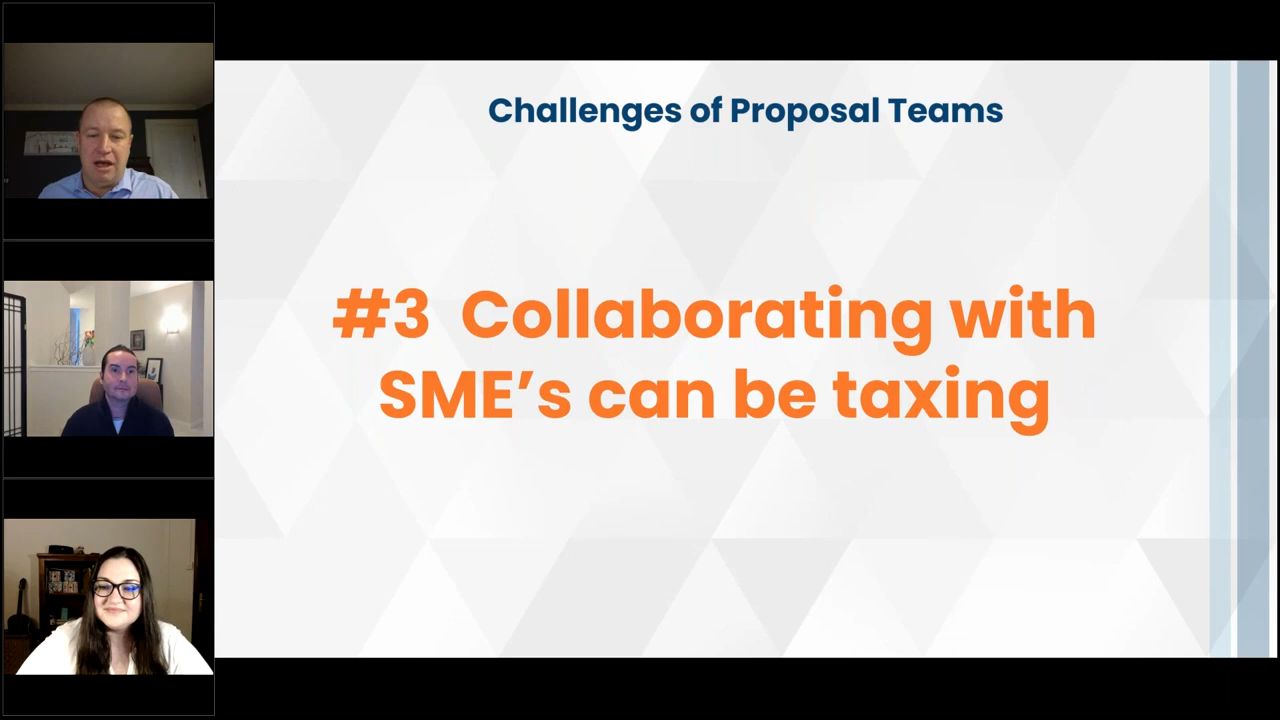 Challenges of Proposal Teams
#3 Collaborating with
SME’s can be taxing